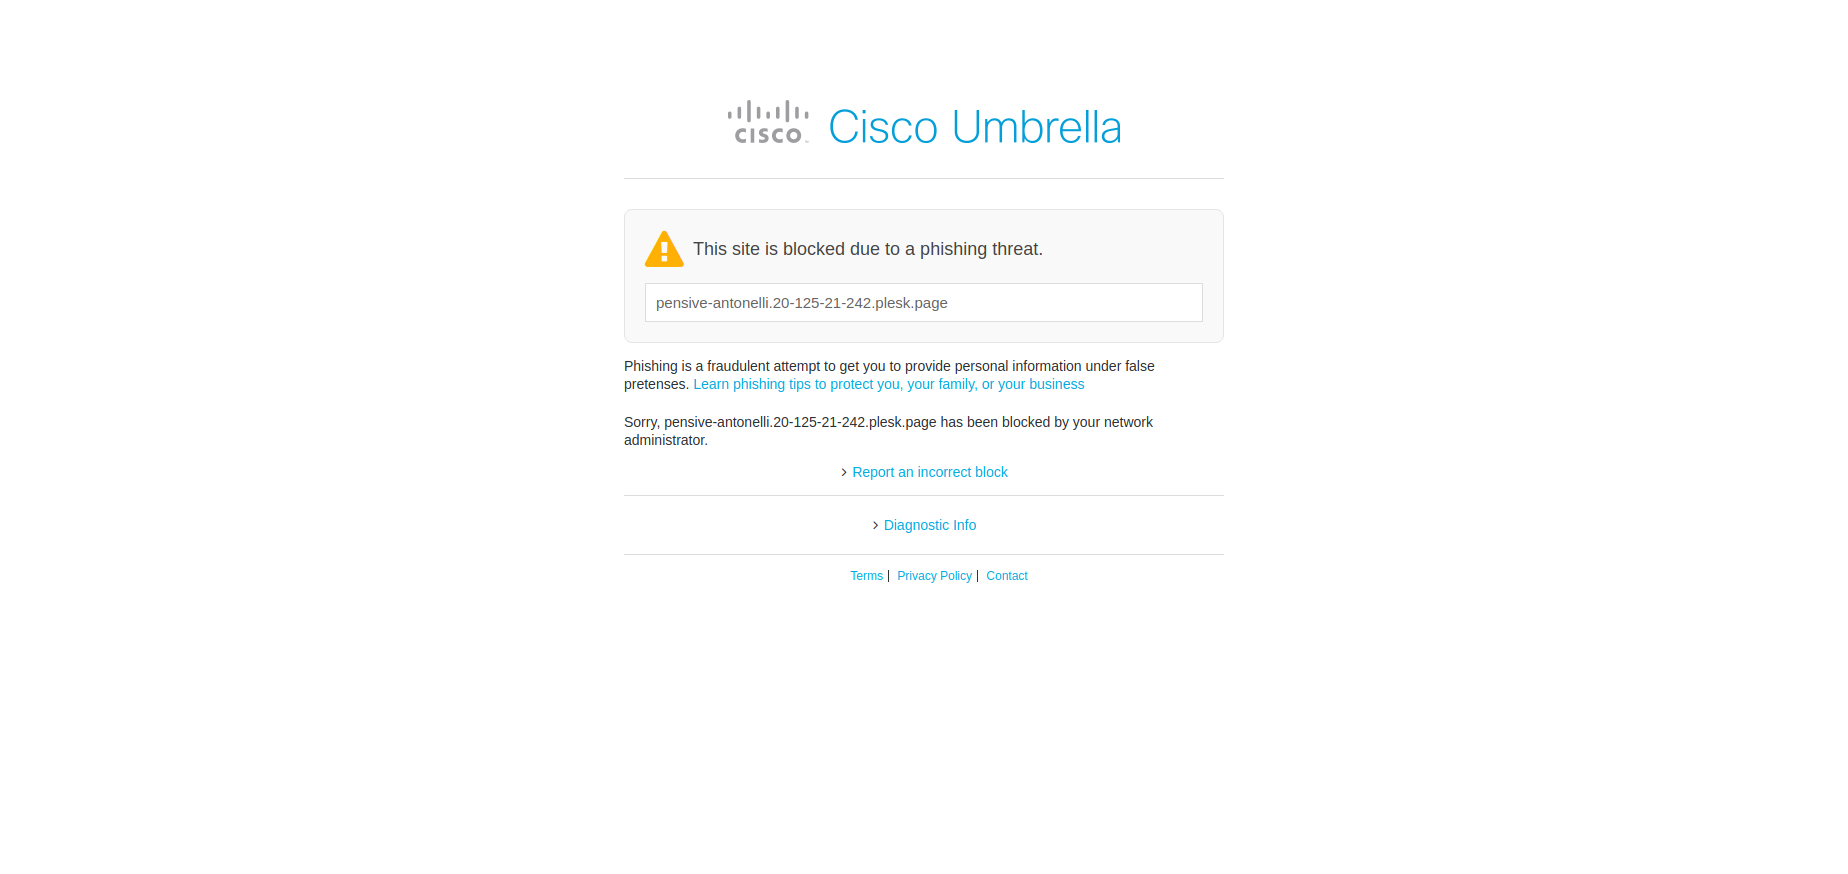 cisco Cisco Umbrella
This site is blocked due to a phishing threat.
pensive-antonelli.20-125-21-242.plesk.page
Phishing is a fraudulent attempt to get you to provide personal information under false
pretenses. Learn phishing tips to protect you, your family, or your business
Sorry, pensive-antonelli.20-125-21-242.plesk.page has been blocked by your network
administrator.
> Report an incorrect block
> Diagnostic Info
Terms | Privacy Policy | Contact